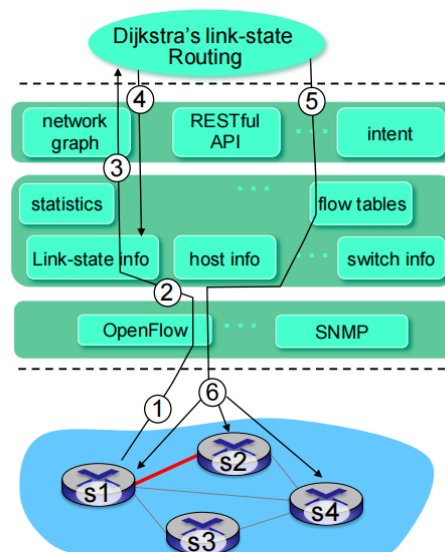 Dijkstra's link-state
Routing
4
5
network
graph
RESTful
API
intent
3
statistics
flow tables
Link-state info
host info
switch info
2
OpenFlow
SNMP
1
6
s2
s1
s4
s3